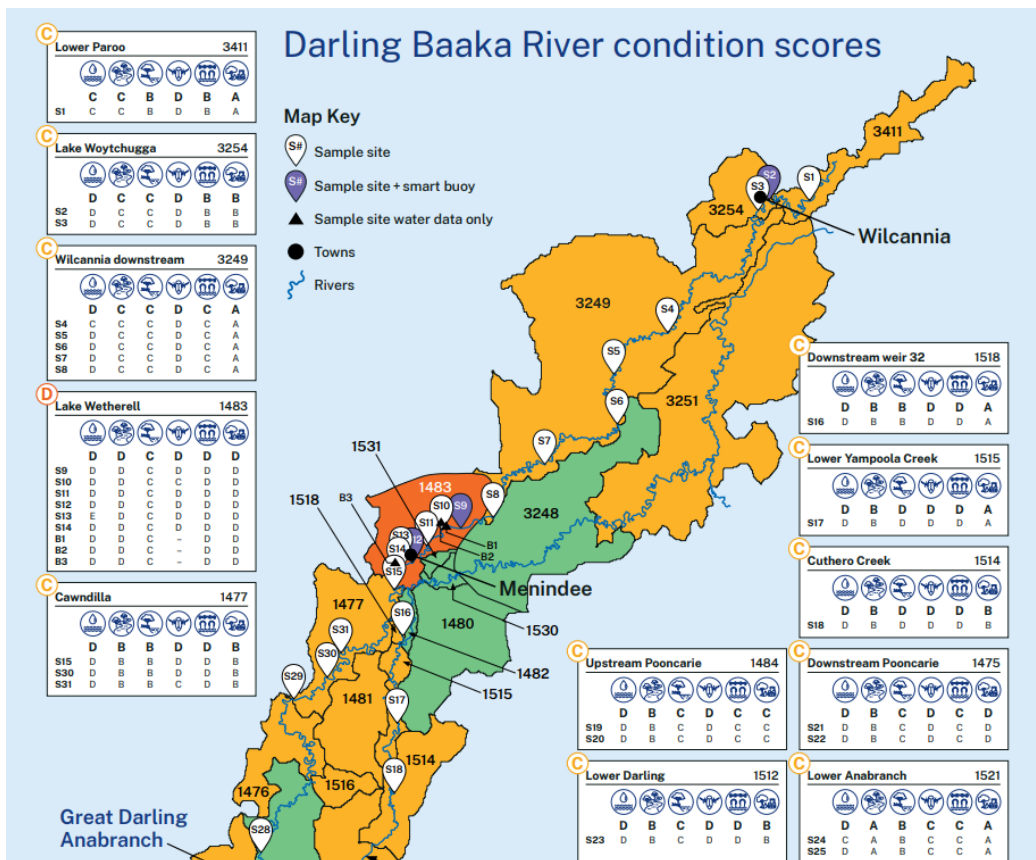 Darling Baaka River condition scores
C
Lower Paroo 3411
C C B D B A
S1 C C B D B A
C
Lake Woytchugga 3254
D C C D B B
S2 D C C D B B
S3 D C C D B B
C
Wilcannia downstream 3249
D C C D C A
S4 C C C D C A
S5 D C C D C A
S6 D C C D C A
S7 D C C D C A
S8 D C C D C A
D
Lake Wetherell 1483
D D C D D D
S9 D D C D D D
S10 D D C C D D
S11 D D C D D D
S12 D D C D D D
S13 E D C D D D
S14 D D C D D D
B1 D D C – D D
B2 D D C – D D
B3 D D C – D D
C
Cawndilla 1477
D B B D D B
S15 D B B D D B
S30 D B B D D B
S31 D B B C D B
Map Key
S# Sample site
S# Sample site + smart buoy
Sample site water data only
Towns
Rivers
3411
S1
S2
S3
3254
Wilcannia
3249
S4
S5
3251
S6
S7
1531
1483
S8
1518
B3
S10
S9
3248
S11
S13
B1
S14
B2
S15
Menindee
1477
S16
1480
1530
S31
S30
1482
S29
1481
1515
S17
1514
S18
1476
1516
S28
Great Darling
Anabranch
C
Downstream weir 32 1518
D B B D D A
S16 D B B D D A
C
Lower Yampoola Creek 1515
D B D D D A
S17 D B D D D A
C
Cuthero Creek 1514
D B D D D B
S18 D B D D D B
C
Upstream Pooncarie 1484
D B C D C C
S19 D B C D C C
S20 D B C D C C
C
Downstream Pooncarie 1475
D B C D C D
S21 D B C D C D
S22 D B C D C D
C
Lower Darling 1512
D B C D D B
S23 D B C D D B
C
Lower Anabranch 1521
D A B C C A
S24 C A B C C A
S25 D A B C C A